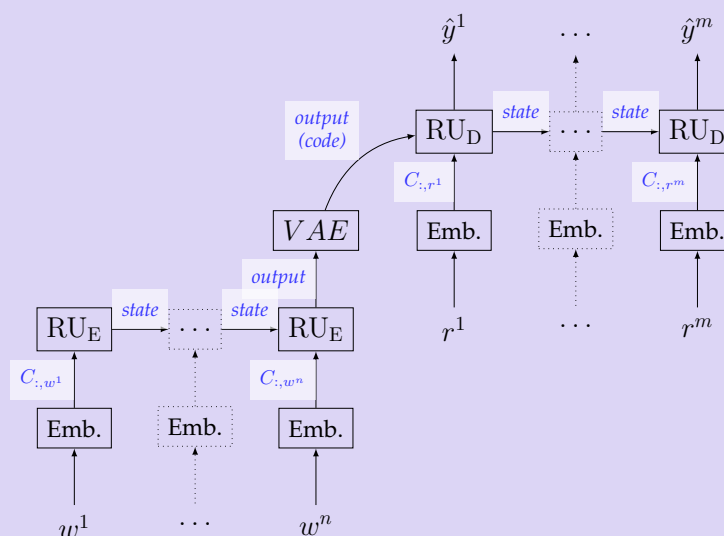 ŷ¹ ⋯ ŷᵐ
output
(code)
RU_D state ⋯ state RU_D
C_{:,r¹} C_{:,rᵐ}
VAE Emb. Emb. Emb.
output
state state
RU_E ⋯ RU_E
r¹ ⋯ rᵐ
C_{:,w¹} C_{:,wⁿ}
Emb. Emb. Emb.
w¹ ⋯ wⁿ